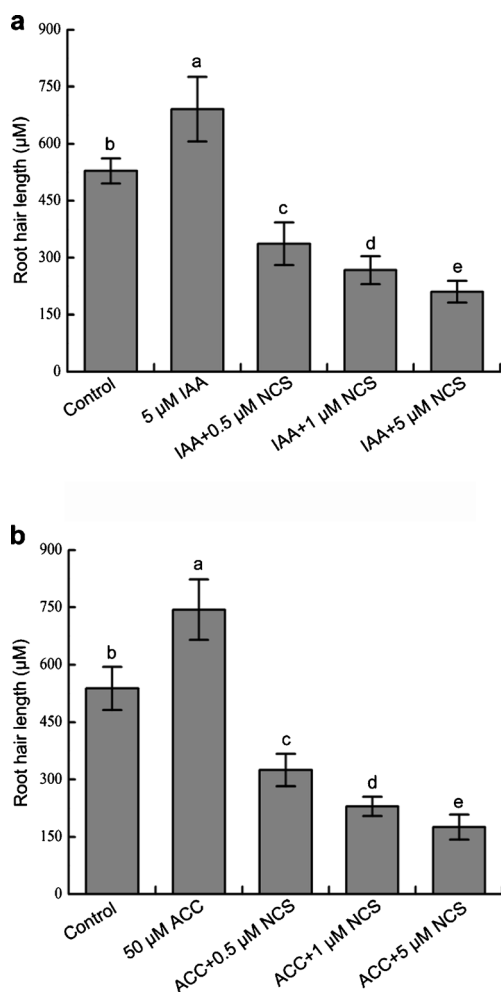 a
Root hair length (μM)
900
750
600
450
300
150
0
b
a
c
d
e
Control
5 μM IAA
IAA+0.5 μM NCS
IAA+1 μM NCS
IAA+5 μM NCS
b
Root hair length (μM)
900
750
600
450
300
150
0
b
a
c
d
e
Control
50 μM ACC
ACC+0.5 μM NCS
ACC+1 μM NCS
ACC+5 μM NCS